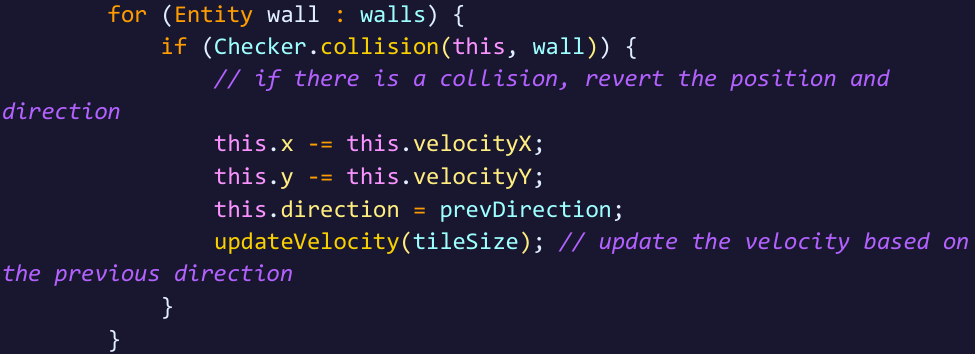 for (Entity wall : walls) {
if (Checker.collision(this, wall)) {
// if there is a collision, revert the position and
direction
this.x -= this.velocityX;
this.y -= this.velocityY;
this.direction = prevDirection;
updateVelocity(tileSize); // update the velocity based on
the previous direction
}
}